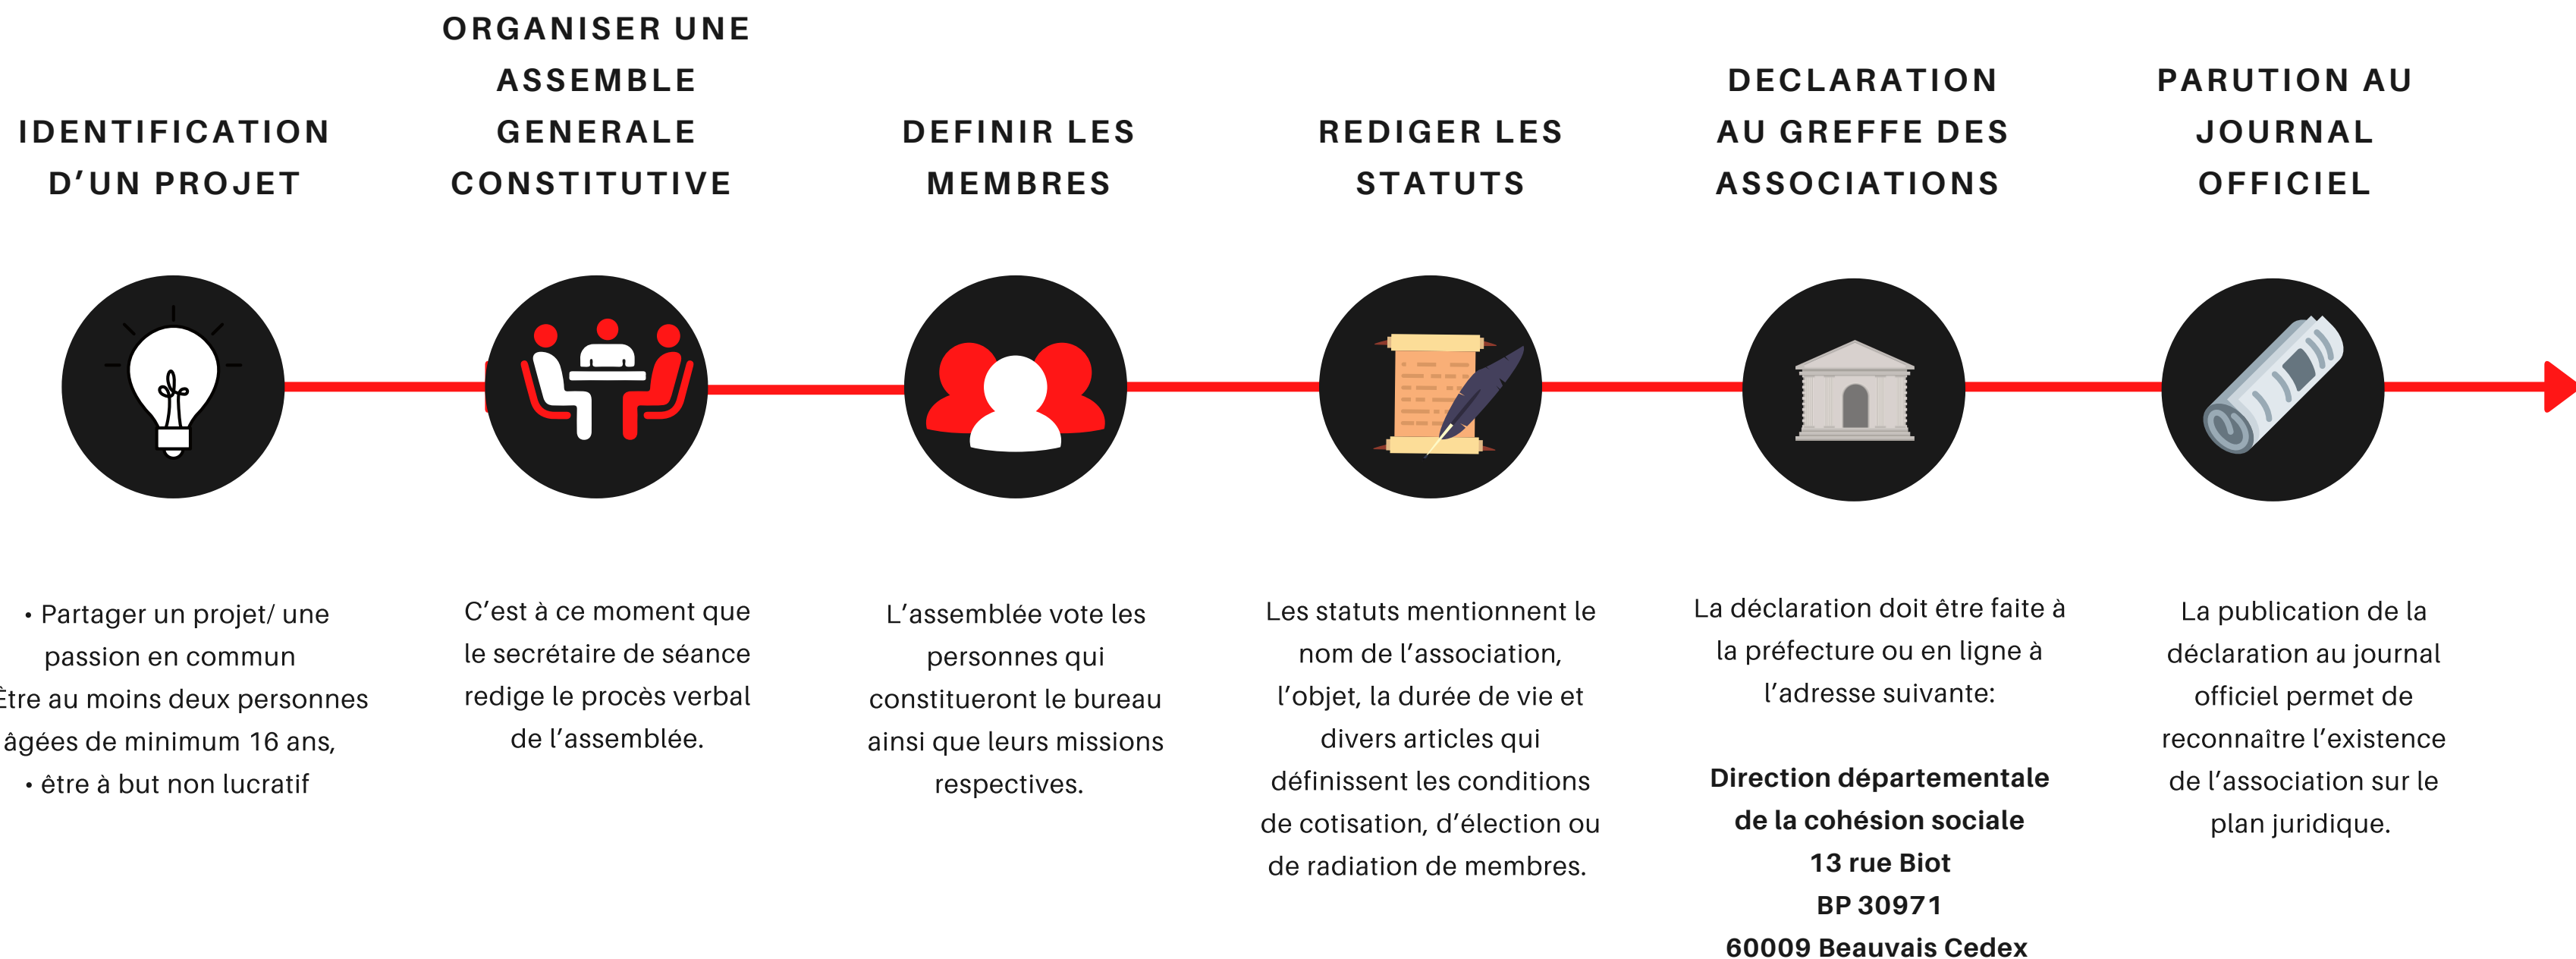 IDENTIFICATION
D’UN PROJET
• Partager un projet/ une
passion en commun
Être au moins deux personnes
âgées de minimum 16 ans,
• être à but non lucratif
ORGANISER UNE
ASSEMBLE
GENERALE
CONSTITUTIVE
C’est à ce moment que
le secrétaire de séance
redige le procès verbal
de l’assemblée.
DEFINIR LES
MEMBRES
L’assemblée vote les
personnes qui
constitueront le bureau
ainsi que leurs missions
respectives.
REDIGER LES
STATUTS
Les statuts mentionnent le
nom de l’association,
l’objet, la durée de vie et
divers articles qui
définissent les conditions
de cotisation, d’élection ou
de radiation de membres.
DECLARATION
AU GREFFE DES
ASSOCIATIONS
La déclaration doit être faite à
la préfecture ou en ligne à
l’adresse suivante:
Direction départementale
de la cohésion sociale
13 rue Biot
BP 30971
60009 Beauvais Cedex
PARUTION AU
JOURNAL
OFFICIEL
La publication de la
déclaration au journal
officiel permet de
reconnaître l’existence
de l’association sur le
plan juridique.